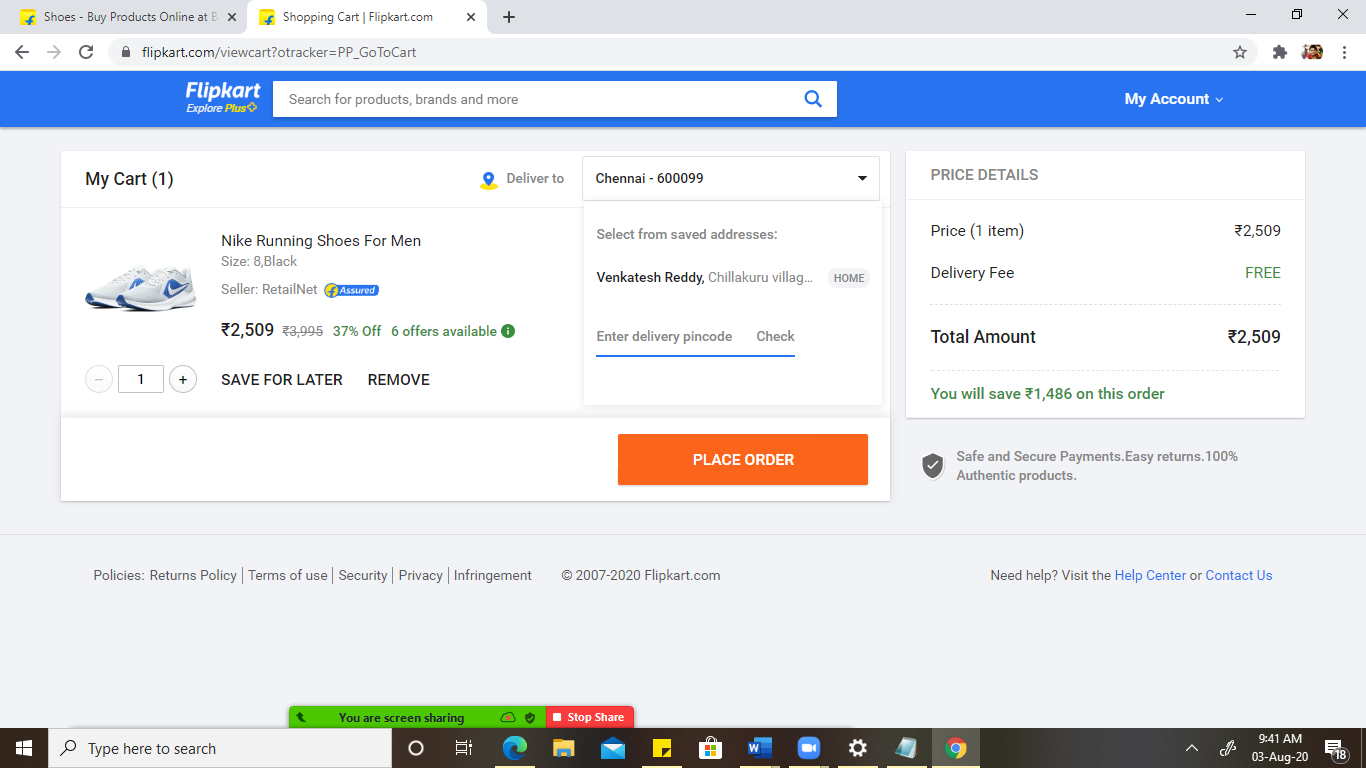 Shoes - Buy Products Online at B
Shopping Cart | Flipkart.com
flipkart.com/viewcart?otracker=PP_GoToCart
Flipkart
Explore Plus
Search for products, brands and more
My Account
My Cart (1)
Deliver to
Chennai - 600099
Select from saved addresses:
Venkatesh Reddy, Chillakuru villag... HOME
Enter delivery pincode Check
Nike Running Shoes For Men
Size: 8,Black
Seller: RetailNet f Assured
₹2,509 ₹3,995 37% Off 6 offers available
1
SAVE FOR LATER REMOVE
PLACE ORDER
PRICE DETAILS
Price (1 item) ₹2,509
Delivery Fee FREE
Total Amount ₹2,509
You will save ₹1,486 on this order
Safe and Secure Payments.Easy returns.100%
Authentic products.
Policies: Returns Policy | Terms of use | Security | Privacy | Infringement © 2007-2020 Flipkart.com
Need help? Visit the Help Center or Contact Us
You are screen sharing Stop Share
Type here to search
9:41 AM
03-Aug-20
18